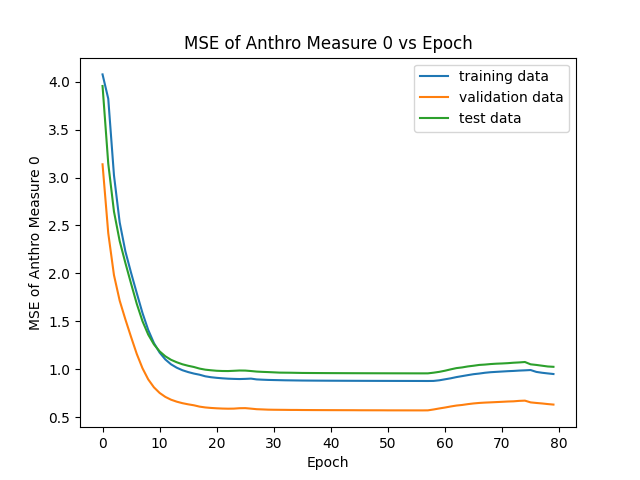 MSE of Anthro Measure 0 vs Epoch
training data
validation data
test data
MSE of Anthro Measure 0
4.0
3.5
3.0
2.5
2.0
1.5
1.0
0.5
0 10 20 30 40 50 60 70 80
Epoch